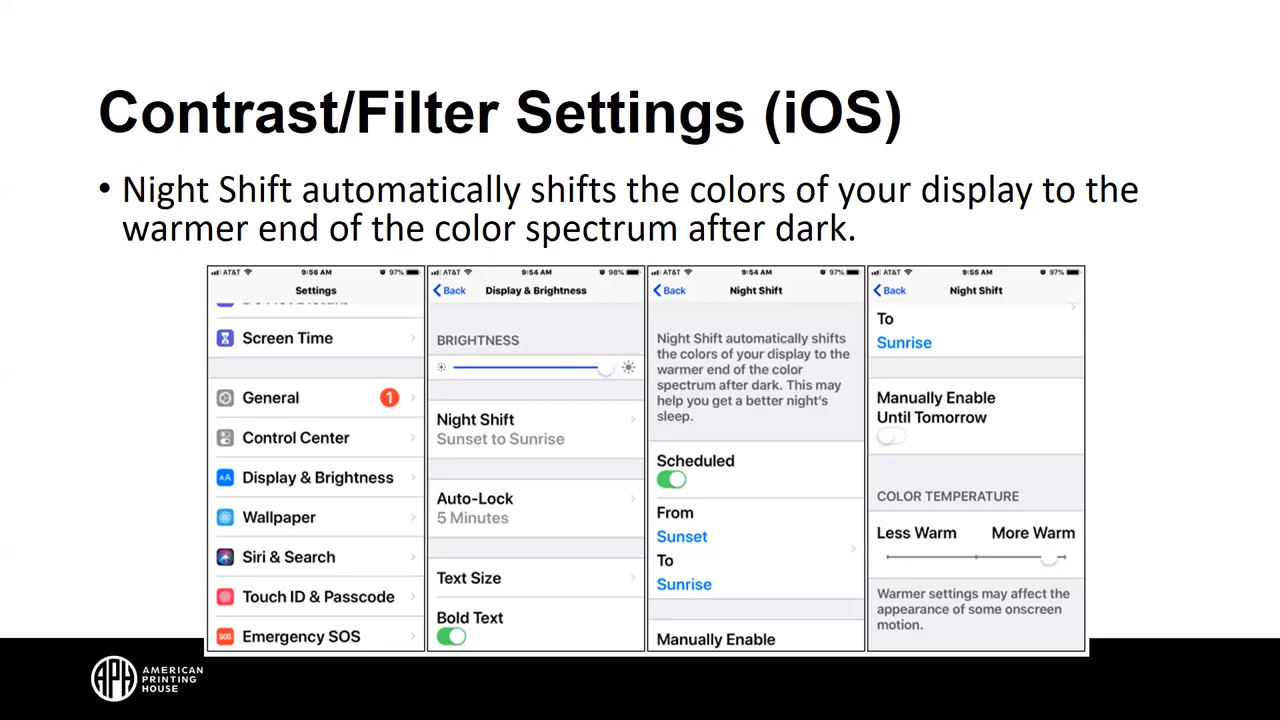 Contrast/Filter Settings (iOS)
• Night Shift automatically shifts the colors of your display to the
warmer end of the color spectrum after dark.
AT&T 9:56 AM 97%
Settings
Screen Time
General 1
Control Center
AA Display & Brightness
Wallpaper
Siri & Search
Touch ID & Passcode
SOS Emergency SOS
AT&T 9:54 AM 98%
Back Display & Brightness
BRIGHTNESS
Night Shift
Sunset to Sunrise
Auto-Lock
5 Minutes
Text Size
Bold Text
AT&T 9:54 AM 97%
Back Night Shift
Night Shift automatically shifts
the colors of your display to the
warmer end of the color
spectrum after dark. This may
help you get a better night's
sleep.
Scheduled
From
Sunset
To
Sunrise
Manually Enable
AT&T 9:55 AM 97%
Back Night Shift
To
Sunrise
Manually Enable
Until Tomorrow
COLOR TEMPERATURE
Less Warm More Warm
Warmer settings may affect the
appearance of some onscreen
motion.
APH
AMERICAN
PRINTING
HOUSE